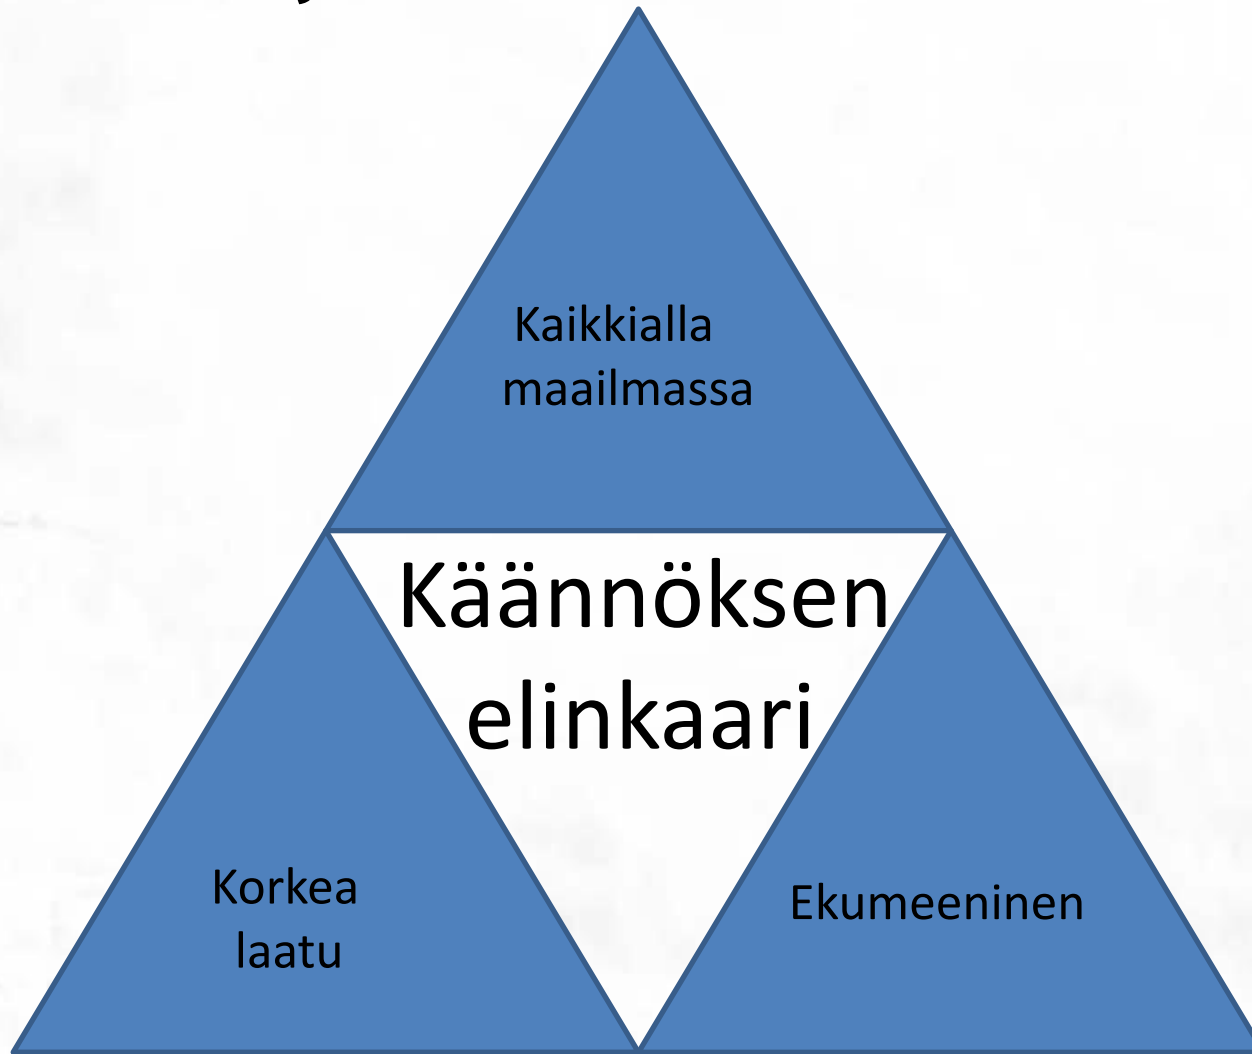 Kaikkialla
maailmassa
Käännöksen
elinkaari
Korkea
laatu
Ekumeeninen